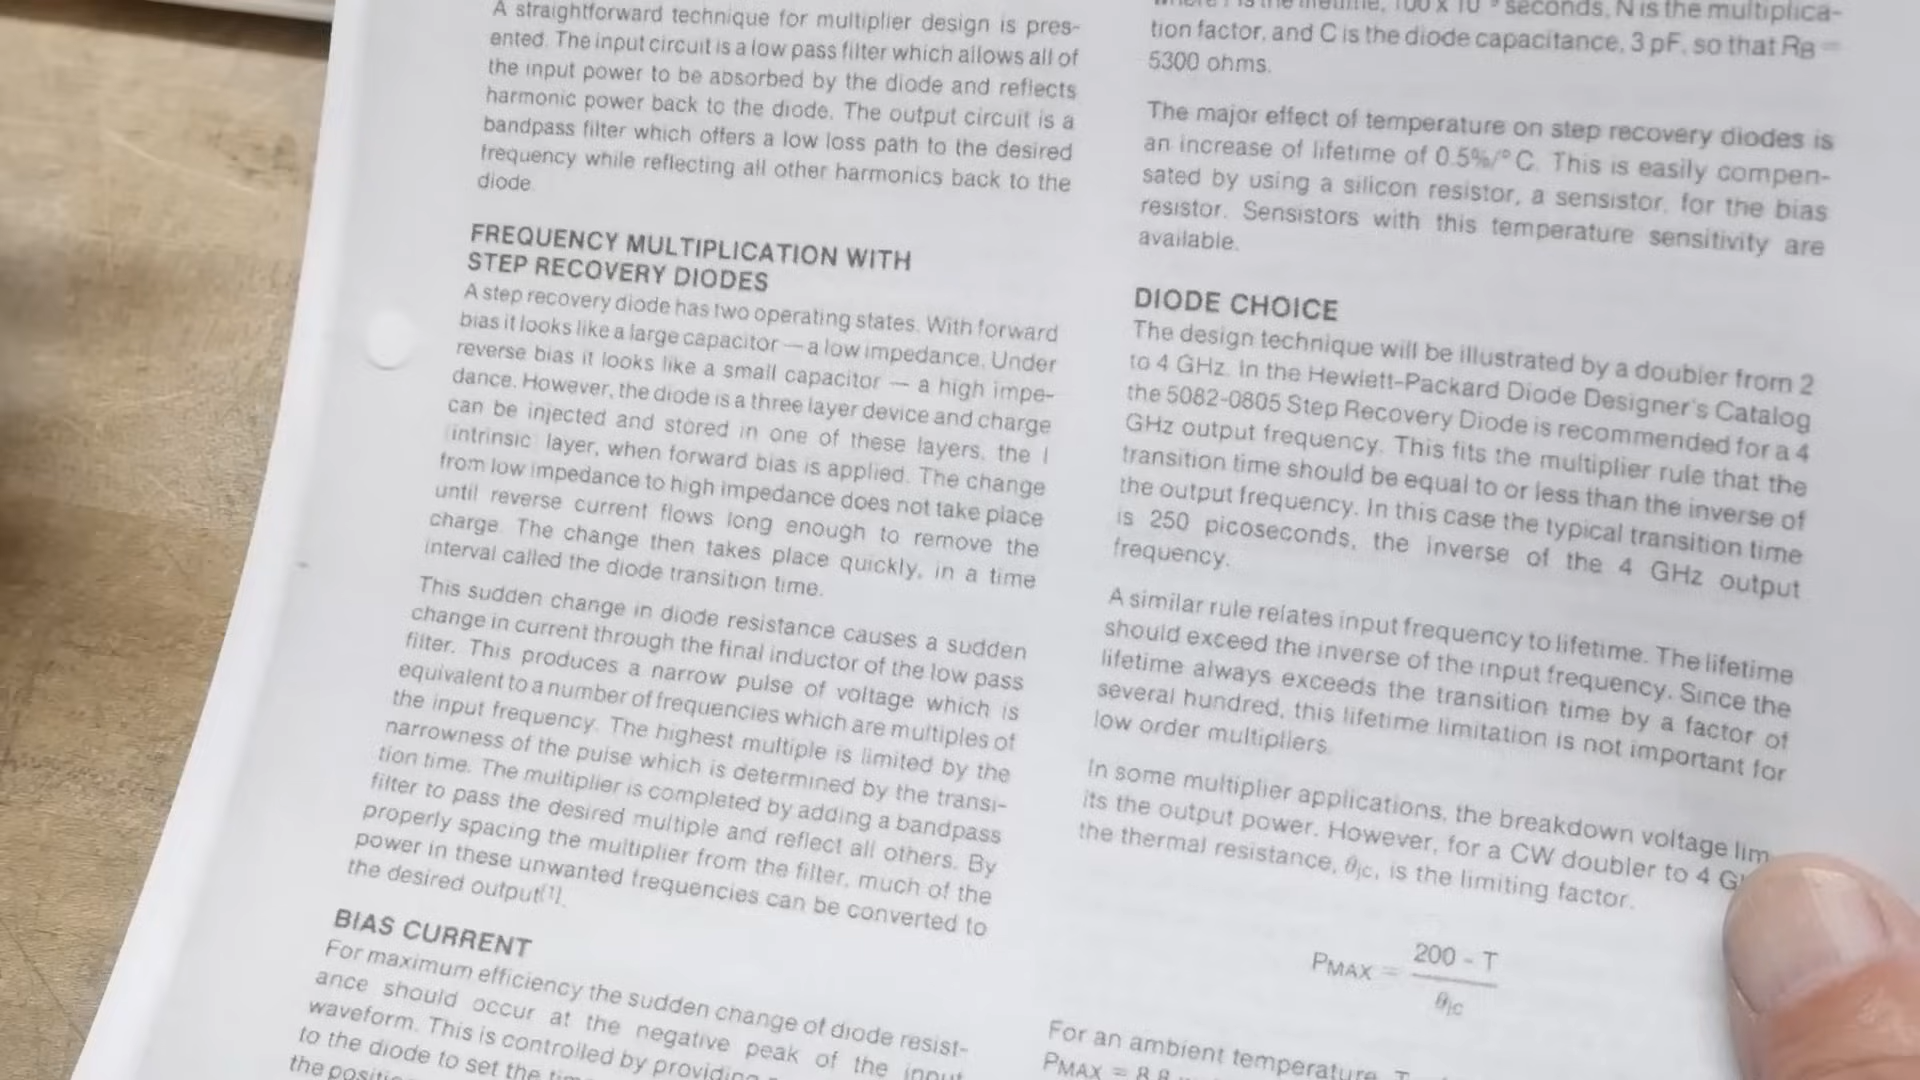 A straightforward technique for multiplier design is pres-
ented. The input circuit is a low pass filter which allows all of
the input power to be absorbed by the diode and reflects
harmonic power back to the diode. The output circuit is a
bandpass filter which offers a low loss path to the desired
frequency while reflecting all other harmonics back to the
diode.
FREQUENCY MULTIPLICATION WITH
STEP RECOVERY DIODES
A step recovery diode has two operating states. With forward
bias it looks like a large capacitor — a low impedance. Under
reverse bias it looks like a small capacitor — a high impe-
dance. However, the diode is a three layer device and charge
can be injected and stored in one of these layers, the I
intrinsic layer, when forward bias is applied. The change
from low impedance to high impedance does not take place
until reverse current flows long enough to remove the
charge. The change then takes place quickly, in a time
interval called the diode transition time.
This sudden change in diode resistance causes a sudden
change in current through the final inductor of the low pass
filter. This produces a narrow pulse of voltage which is
equivalent to a number of frequencies which are multiples of
the input frequency. The highest multiple is limited by the
narrowness of the pulse which is determined by the transi-
tion time. The multiplier is completed by adding a bandpass
filter to pass the desired multiple and reflect all others. By
properly spacing the multiplier from the filter, much of the
power in these unwanted frequencies can be converted to
the desired output[1].
BIAS CURRENT
For maximum efficiency the sudden change of diode resist-
ance should occur at the negative peak of the input
waveform. This is controlled by providing
to the diode to set the
the
is the lifetime, 100 x 10 seconds, N is the multiplica-
tion factor, and C is the diode capacitance, 3 pF, so that RB =
5300 ohms.
The major effect of temperature on step recovery diodes is
an increase of lifetime of 0.5%/° C. This is easily compen-
sated by using a silicon resistor, a sensistor, for the bias
resistor. Sensistors with this temperature sensitivity are
available.
DIODE CHOICE
The design technique will be illustrated by a doubler from 2
to 4 GHz. In the Hewlett-Packard Diode Designer's Catalog
the 5082-0805 Step Recovery Diode is recommended for a 4
GHz output frequency. This fits the multiplier rule that the
transition time should be equal to or less than the inverse of
the output frequency. In this case the typical transition time
is 250 picoseconds, the inverse of the 4 GHz output
frequency.
A similar rule relates input frequency to lifetime. The lifetime
should exceed the inverse of the input frequency. Since the
lifetime always exceeds the transition time by a factor of
several hundred, this lifetime limitation is not important for
low order multipliers.
In some multiplier applications, the breakdown voltage lim
its the output power. However, for a CW doubler to 4
the thermal resistance, θjc, is the limiting factor.
PMAX = 200 - T
θjc
For an ambient temperature,
PMAX = 8.8